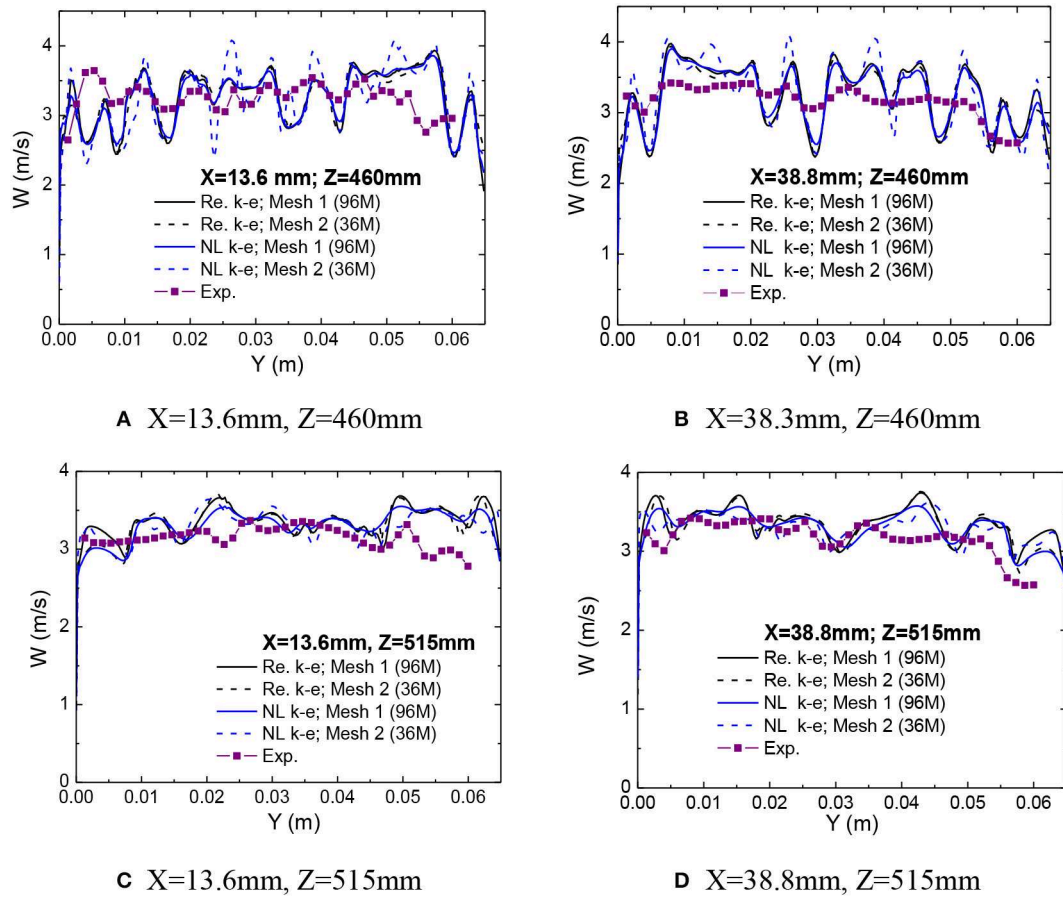 4
3
2
1
0
W (m/s)
X=13.6 mm; Z=460mm
Re. k-e; Mesh 1 (96M)
Re. k-e; Mesh 2 (36M)
NL k-e; Mesh 1 (96M)
NL k-e; Mesh 2 (36M)
Exp.
0.00 0.01 0.02 0.03 0.04 0.05 0.06
Y (m)
A X=13.6mm, Z=460mm
4
3
2
1
0
W (m/s)
X=38.8mm; Z=460mm
Re. k-e; Mesh 1 (96M)
Re. k-e; Mesh 2 (36M)
NL k-e; Mesh 1 (96M)
NL k-e; Mesh 2 (36M)
Exp.
0.00 0.01 0.02 0.03 0.04 0.05 0.06
Y (m)
B X=38.3mm, Z=460mm
4
3
2
1
0
W (m/s)
X=13.6mm, Z=515mm
Re. k-e; Mesh 1 (96M)
Re. k-e; Mesh 2 (36M)
NL k-e; Mesh 1 (96M)
NL k-e; Mesh 2 (36M)
Exp.
0.00 0.01 0.02 0.03 0.04 0.05 0.06
Y (m)
C X=13.6mm, Z=515mm
4
3
2
1
0
W (m/s)
X=38.8mm; Z=515mm
Re. k-e; Mesh 1 (96M)
Re. k-e; Mesh 2 (36M)
NL k-e; Mesh 1 (96M)
NL k-e; Mesh 2 (36M)
Exp.
0.00 0.01 0.02 0.03 0.04 0.05 0.06
Y (m)
D X=38.8mm, Z=515mm